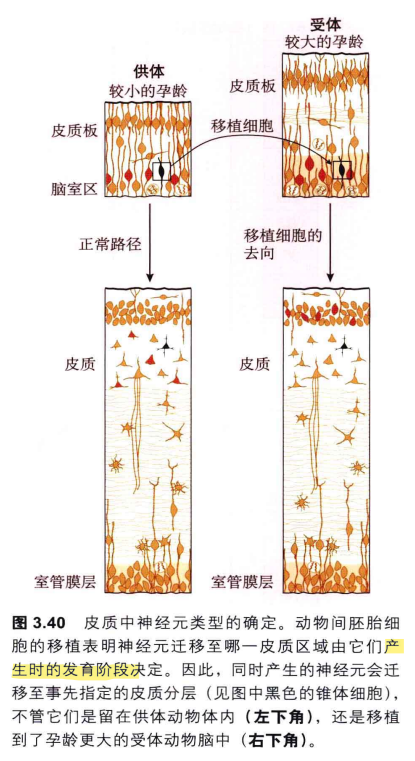 供体
较小的孕龄
受体
较大的孕龄
皮质板
皮质板
移植细胞
脑室区
正常路径
移植细胞的
去向
皮质
皮质
室管膜层
室管膜层
图 3.40 皮质中神经元类型的确定。动物间胚胎细
胞的移植表明神经元迁移至哪一皮质区域由它们产
生时的发育阶段决定。因此，同时产生的神经元会迁
移至事先指定的皮质分层（见图中黑色的锥体细胞），
不管它们是留在供体动物体内（左下角），还是移植
到了孕龄更大的受体动物脑中（右下角）。